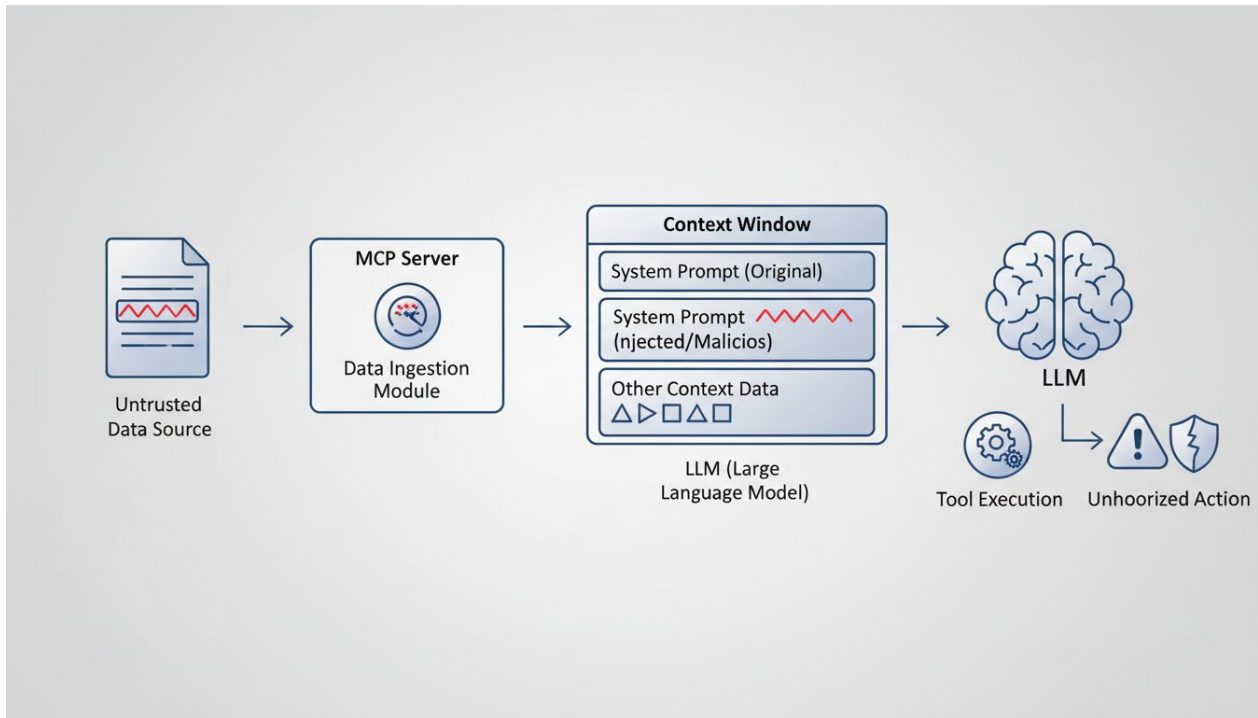 Untrusted
Data Source
MCP Server
Data Ingestion
Module
Context Window
System Prompt (Original)
System Prompt
(njected/Malicios)
Other Context Data
LLM (Large
Language Model)
LLM
Tool Execution
Unhoorized Action